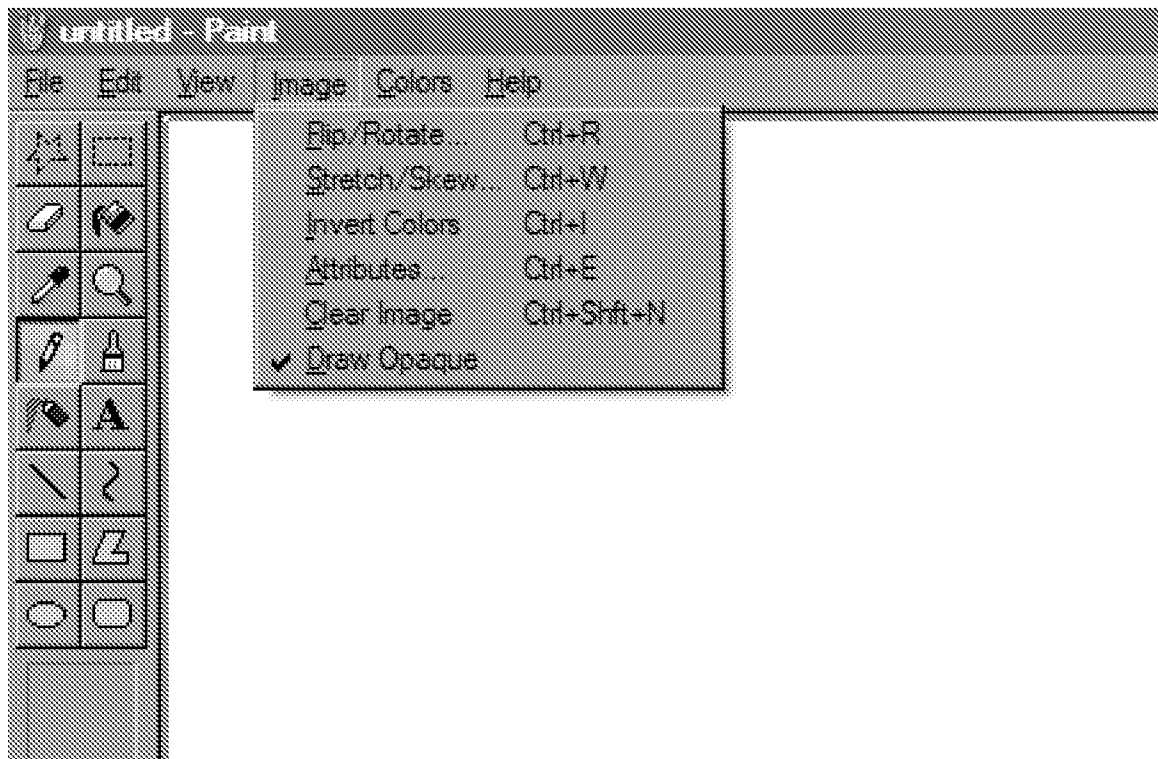 untitled - Paint
File Edit View Image Colors Help
Flip/Rotate... Ctrl+R
Stretch/Skew... Ctrl+W
Invert Colors Ctrl+I
Attributes... Ctrl+E
Clear Image Ctrl+Shft+N
Draw Opaque
A